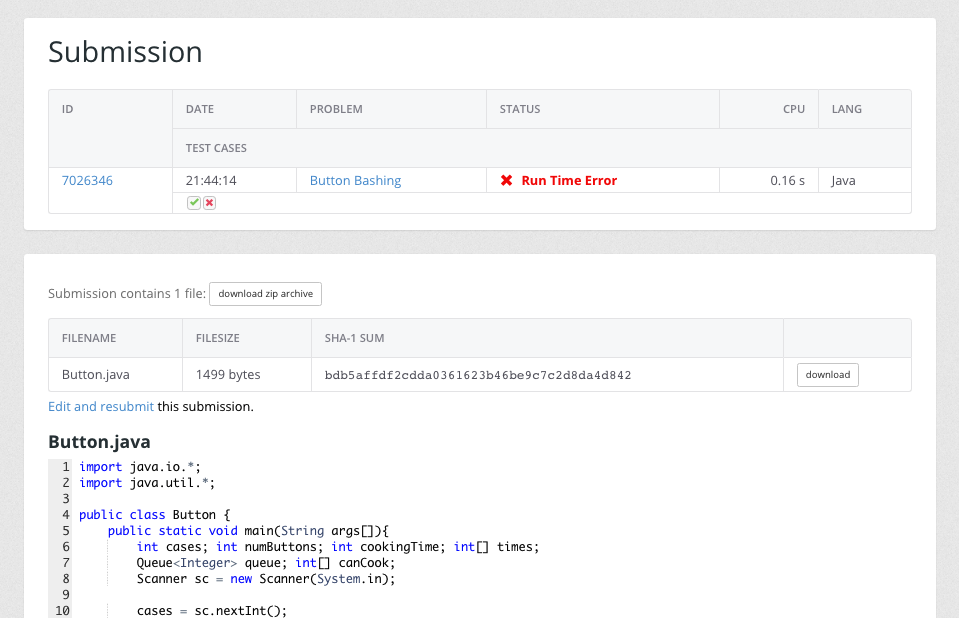 Submission
ID DATE PROBLEM STATUS CPU LANG
TEST CASES
7026346 21:44:14 Button Bashing Run Time Error 0.16 s Java
Submission contains 1 file: download zip archive
FILENAME FILESIZE SHA-1 SUM
Button.java 1499 bytes bdb5affdf2cdda0361623b46be9c7c2d8da4d842 download
Edit and resubmit this submission.
Button.java
1 import java.io.*;
2 import java.util.*;
3
4 public class Button {
5 public static void main(String args[]){
6 int cases; int numButtons; int cookingTime; int[] times;
7 Queue<Integer> queue; int[] canCook;
8 Scanner sc = new Scanner(System.in);
9
10 cases = sc.nextInt();